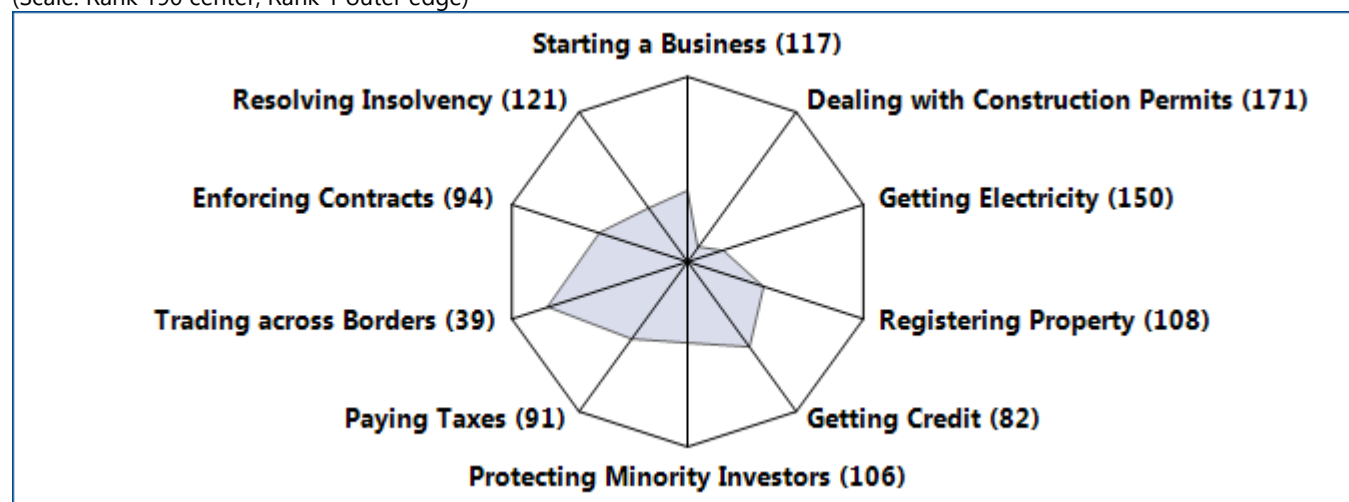 (Scale: Rank 190 center, Rank 1 outer edge)
Starting a Business (117)
Resolving Insolvency (121)
Dealing with Construction Permits (171)
Enforcing Contracts (94)
Getting Electricity (150)
Trading across Borders (39)
Registering Property (108)
Paying Taxes (91)
Getting Credit (82)
Protecting Minority Investors (106)